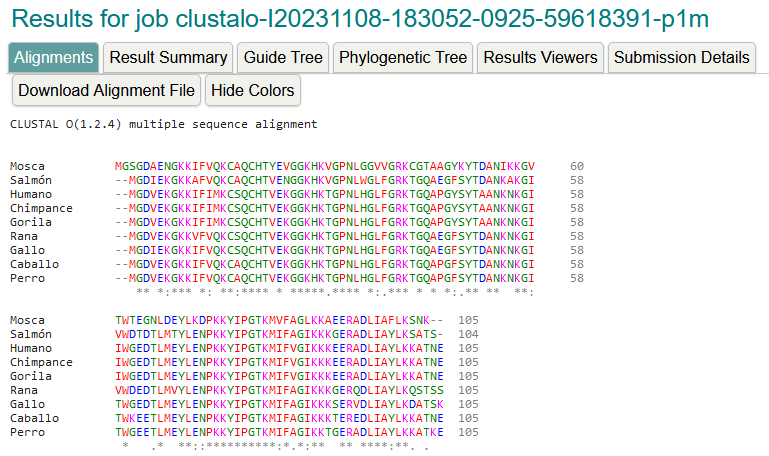 Results for job clustalo-I20231108-183052-0925-59618391-p1m
Alignments Result Summary Guide Tree Phylogenetic Tree Results Viewers Submission Details
Download Alignment File Hide Colors
CLUSTAL O(1.2.4) multiple sequence alignment
Mosca MGSGDAENGKKIFVQKCAQCHTYEVGGKHKVGPNLGGVVGRKCGTAAGYKYTDANIKKGV 60
Salmón --MGDIEKGKKAFVQKCAQCHTVENGGKHKVGPNLWGLFGRKTGQAEGFSYTDANKAKGI 58
Humano --MGDVEKGKKIFIMKCSQCHTVEKGGKHKTGPNLHGLFGRKTGQAPGYSYTAANKNKGI 58
Chimpance --MGDVEKGKKIFIMKCSQCHTVEKGGKHKTGPNLHGLFGRKTGQAPGYSYTAANKNKGI 58
Gorila --MGDVEKGKKIFIMKCSQCHTVEKGGKHKTGPNLHGLFGRKTGQAPGYSYTAANKNKGI 58
Rana --MGDVEKGKKVFVQKCSQCHTVEKGGKHKTGPNLHGLFGRKTGQAEGFSYTDANKNKGI 58
Gallo --MGDIEKGKKIFVQKCSQCHTVEKGGKHKTGPNLHGLFGRKTGQAEGFSYTDANKNKGI 58
Caballo --MGDVEKGKKIFVQKCAQCHTVEKGGKHKTGPNLHGLFGRKTGQAPGFSYTDANKNKGI 58
Perro --MGDVEKGKKIFVQKCAQCHTVEKGGKHKTGPNLHGLFGRKTGQAPGFSYTDANKNKGI 58
** *:*** *: **:**** * *****.**** *:.*** * * *:.** ** **:
Mosca TWTEGNLDEYLKDPKKYIPGTKMVFAGLKKAEERADLIAFLKSNK-- 105
Salmón VWDTDTLMTYLENPKKYIPGTKMIFAGIKKKGERADLIAYLKSATS- 104
Humano IWGEDTLMEYLENPKKYIPGTKMIFVGIKKKEERADLIAYLKKATNE 105
Chimpance IWGEDTLMEYLENPKKYIPGTKMIFVGIKKKEERADLIAYLKKATNE 105
Gorila IWGEDTLMEYLENPKKYIPGTKMIFVGIKKKEERADLIAYLKKATNE 105
Rana VWDEDTLMVYLENPKKYIPGTKMIFAGIKKKGERQDLIAYLKQSTSS 105
Gallo TWGEDTLMEYLENPKKYIPGTKMIFAGIKKKSERVDLIAYLKDATSK 105
Caballo TWKEETLMEYLENPKKYIPGTKMIFAGIKKKTEREDLIAYLKKATNE 105
Perro TWGEETLMEYLENPKKYIPGTKMIFAGIKKTGERADLIAYLKKATKE 105
* .* **::**********:*.*:** ** ****:**. .